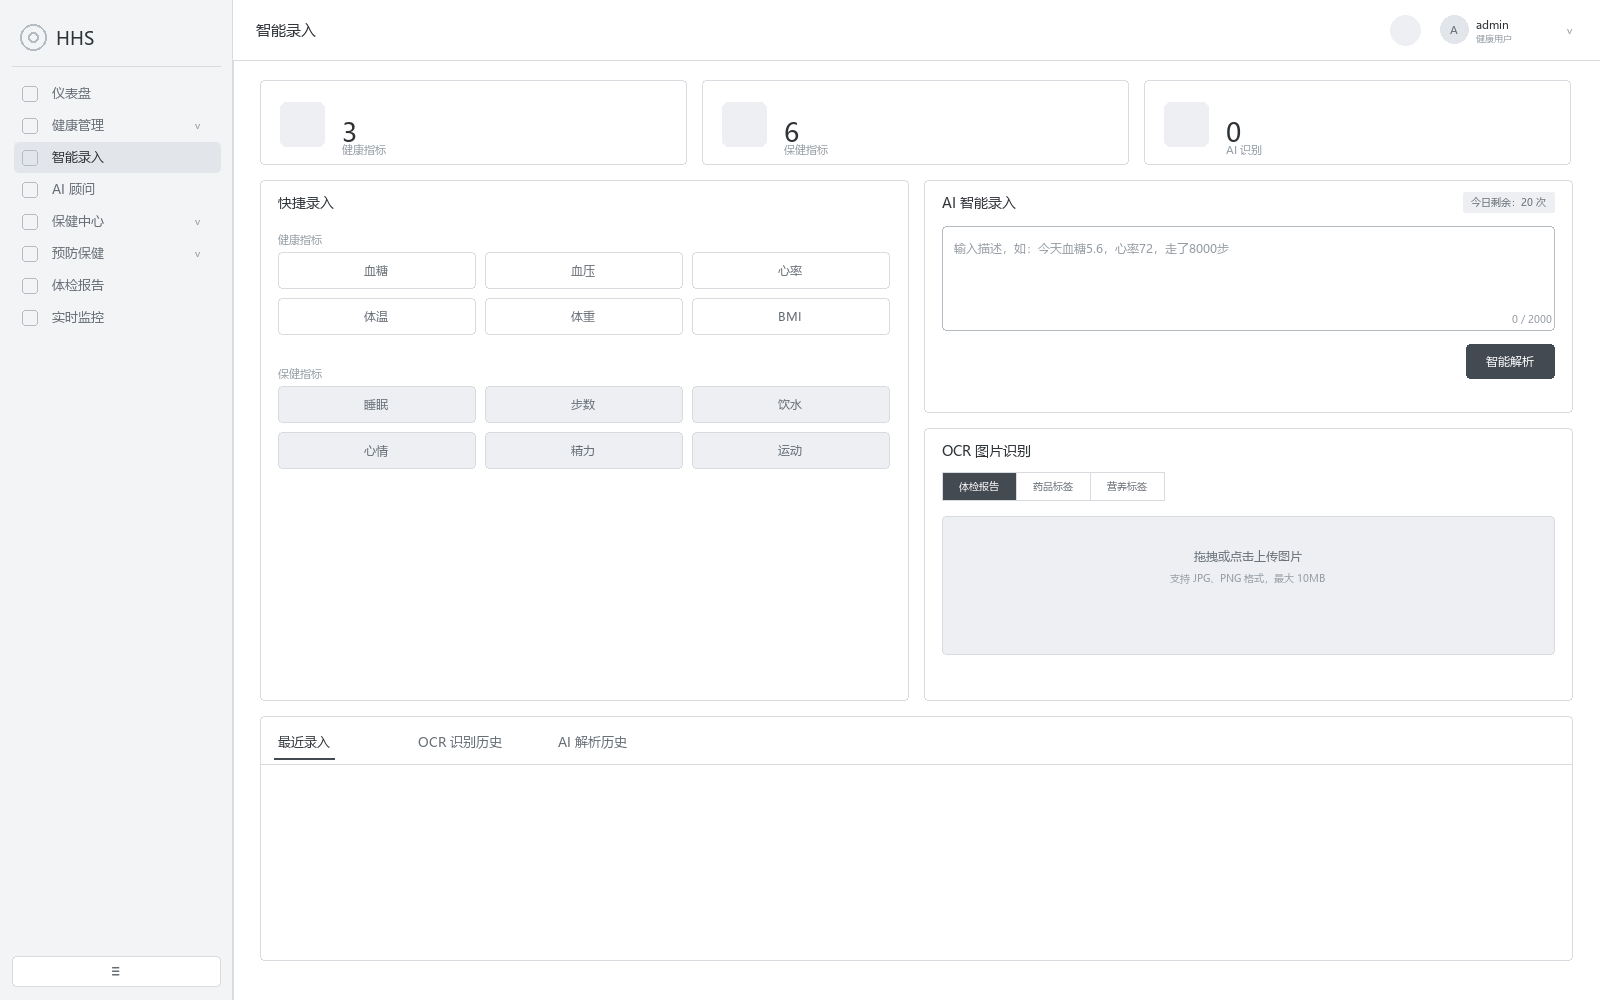 HHS
仪表盘
健康管理
智能录入
AI 顾问
保健中心
预防保健
体检报告
实时监控
智能录入
A
admin
健康用户
3
健康指标
6
保健指标
0
AI 识别
快捷录入
健康指标
血糖
血压
心率
体温
体重
BMI
保健指标
睡眠
步数
饮水
心情
精力
运动
AI 智能录入
今日剩余：20 次
输入描述，如：今天血糖5.6，心率72，走了8000步
0 / 2000
智能解析
OCR 图片识别
体检报告
药品标签
营养标签
拖拽或点击上传图片
支持 JPG、PNG 格式，最大 10MB
最近录入
OCR 识别历史
AI 解析历史